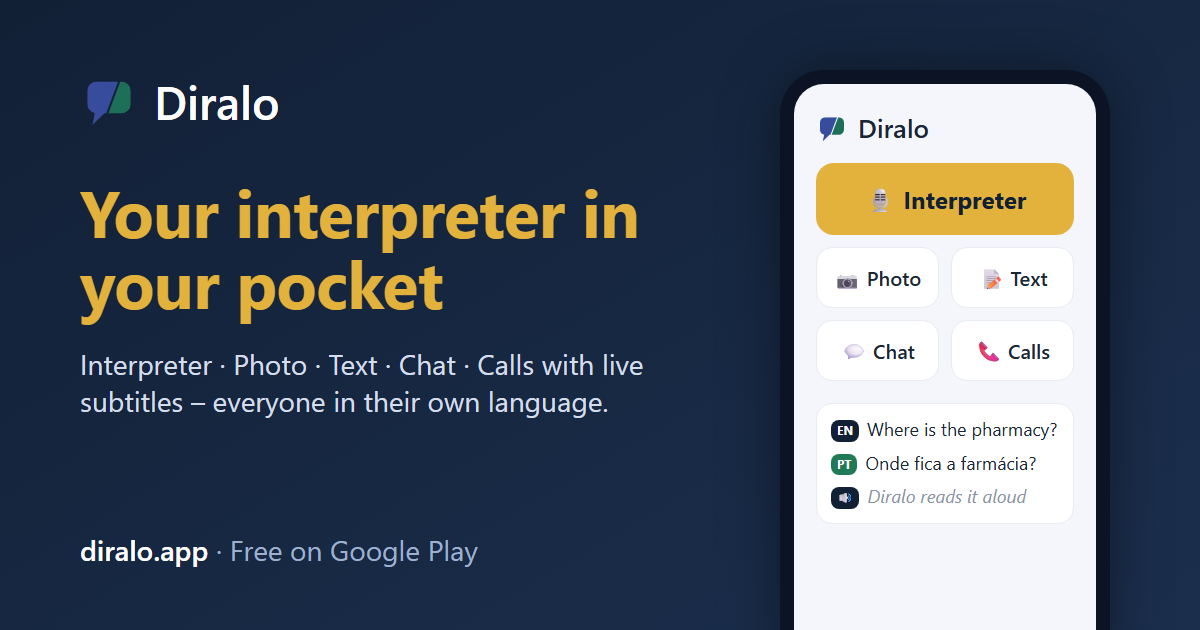 Diralo
Your interpreter in
your pocket
Interpreter · Photo · Text · Chat · Calls with live
subtitles – everyone in their own language.
diralo.app · Free on Google Play
Diralo
Interpreter
Photo
Text
Chat
Calls
EN Where is the pharmacy?
PT Onde fica a farmácia?
Diralo reads it aloud